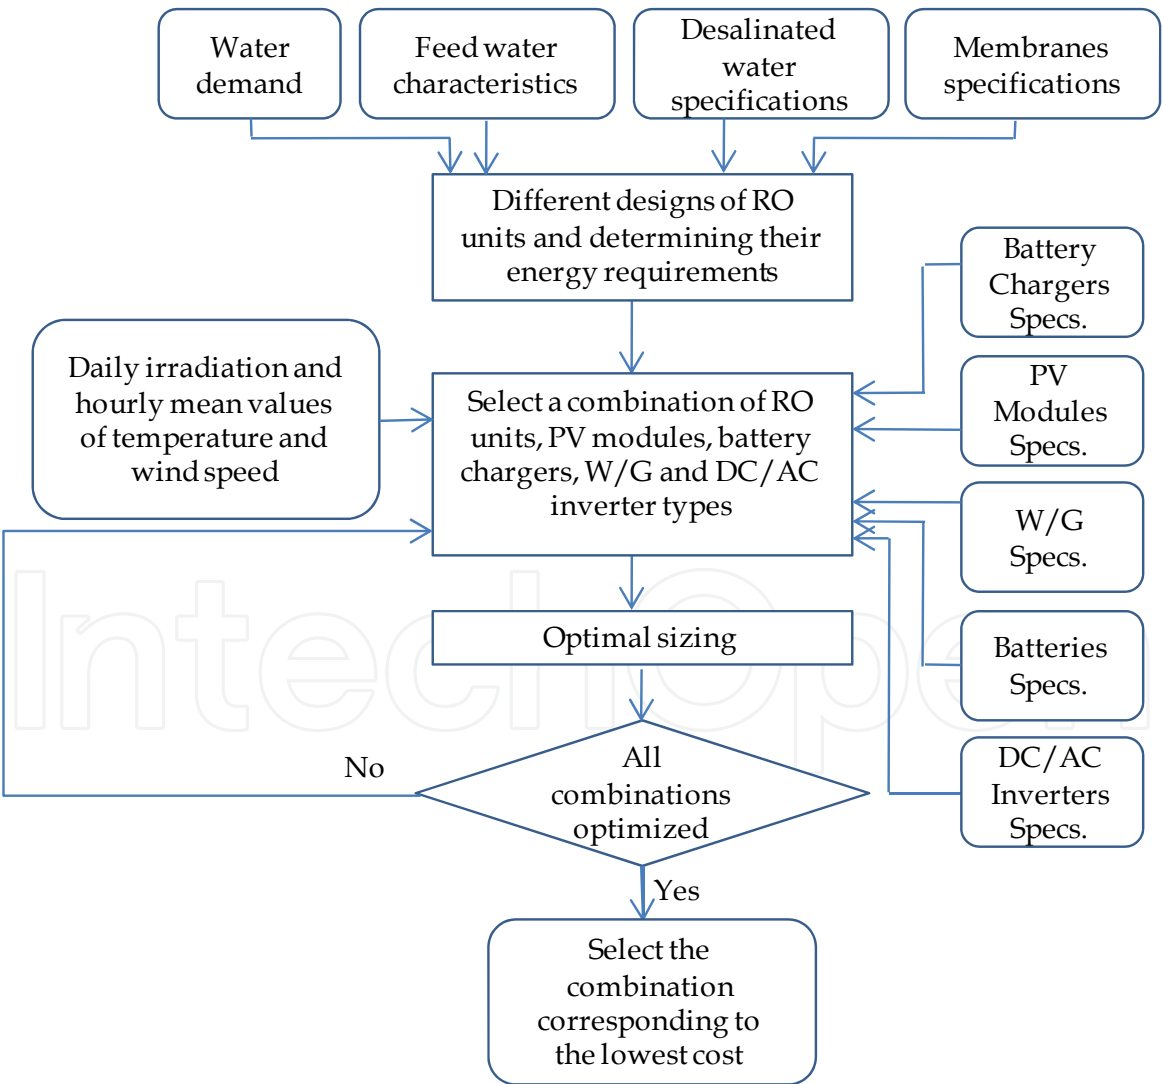 Water
demand
Feed water
characteristics
Desalinated
water
specifications
Membranes
specifications
Different designs of RO
units and determining their
energy requirements
Battery
Chargers
Specs.
Daily irradiation and
hourly mean values
of temperature and
wind speed
Select a combination of RO
units, PV modules, battery
chargers, W/G and DC/AC
inverter types
PV
Modules
Specs.
W/G
Specs.
Optimal sizing
Batteries
Specs.
IntechOpen
No
All
combinations
optimized
DC/AC
Inverters
Specs.
Yes
Select the
combination
corresponding to
the lowest cost